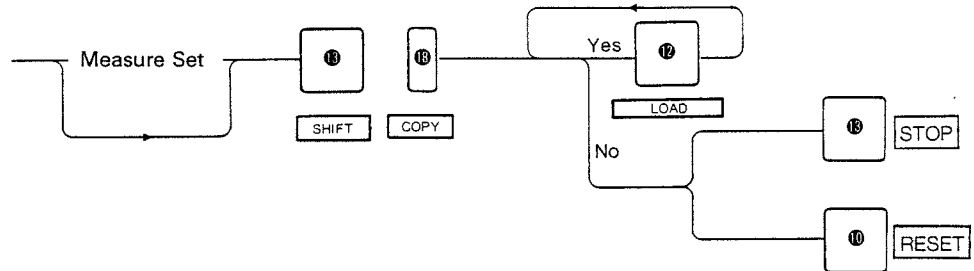 Measure Set
⓭
⓲
Yes
⓬
SHIFT
COPY
LOAD
No
⓭
STOP
❿
RESET